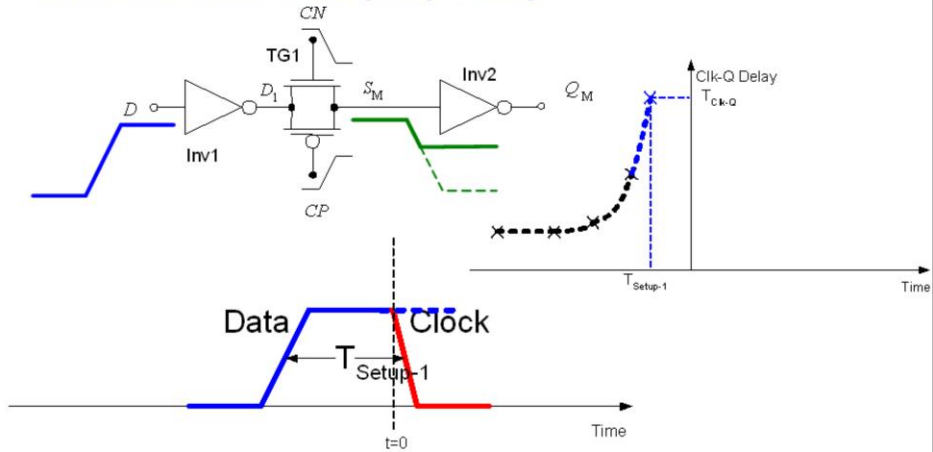 CN
TG1
Inv2
D
D1
SM
QM
Inv1
CP
Clk-Q Delay
TClk-Q
TSetup-1
Time
Data
Clock
TSetup-1
t=0
Time